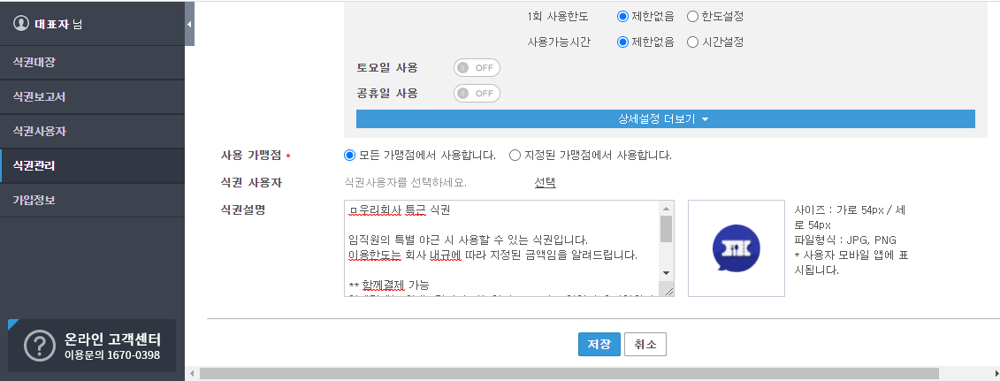 대표자 님
식권대장
식권보고서
식권사용자
식권관리
가입정보
온라인 고객센터
이용문의 1670-0398
1회 사용한도 제한없음 한도설정
사용가능시간 제한없음 시간설정
토요일 사용 OFF
공휴일 사용 OFF
상세설정 더보기
사용 가맹점 • 모든 가맹점에서 사용합니다. 지정된 가맹점에서 사용합니다.
식권 사용자 식권사용자를 선택하세요. 선택
식권설명
ㅁ우리회사 특근 식권
임직원의 특별 야근 시 사용할 수 있는 식권입니다.
이용한도는 회사 내규에 따라 지정된 금액임을 알려드립니다.
** 함께결제 가능
사이즈 : 가로 54px / 세
로 54px
파일형식 : JPG, PNG
* 사용자 모바일 앱에 표
시됩니다.
저장 취소